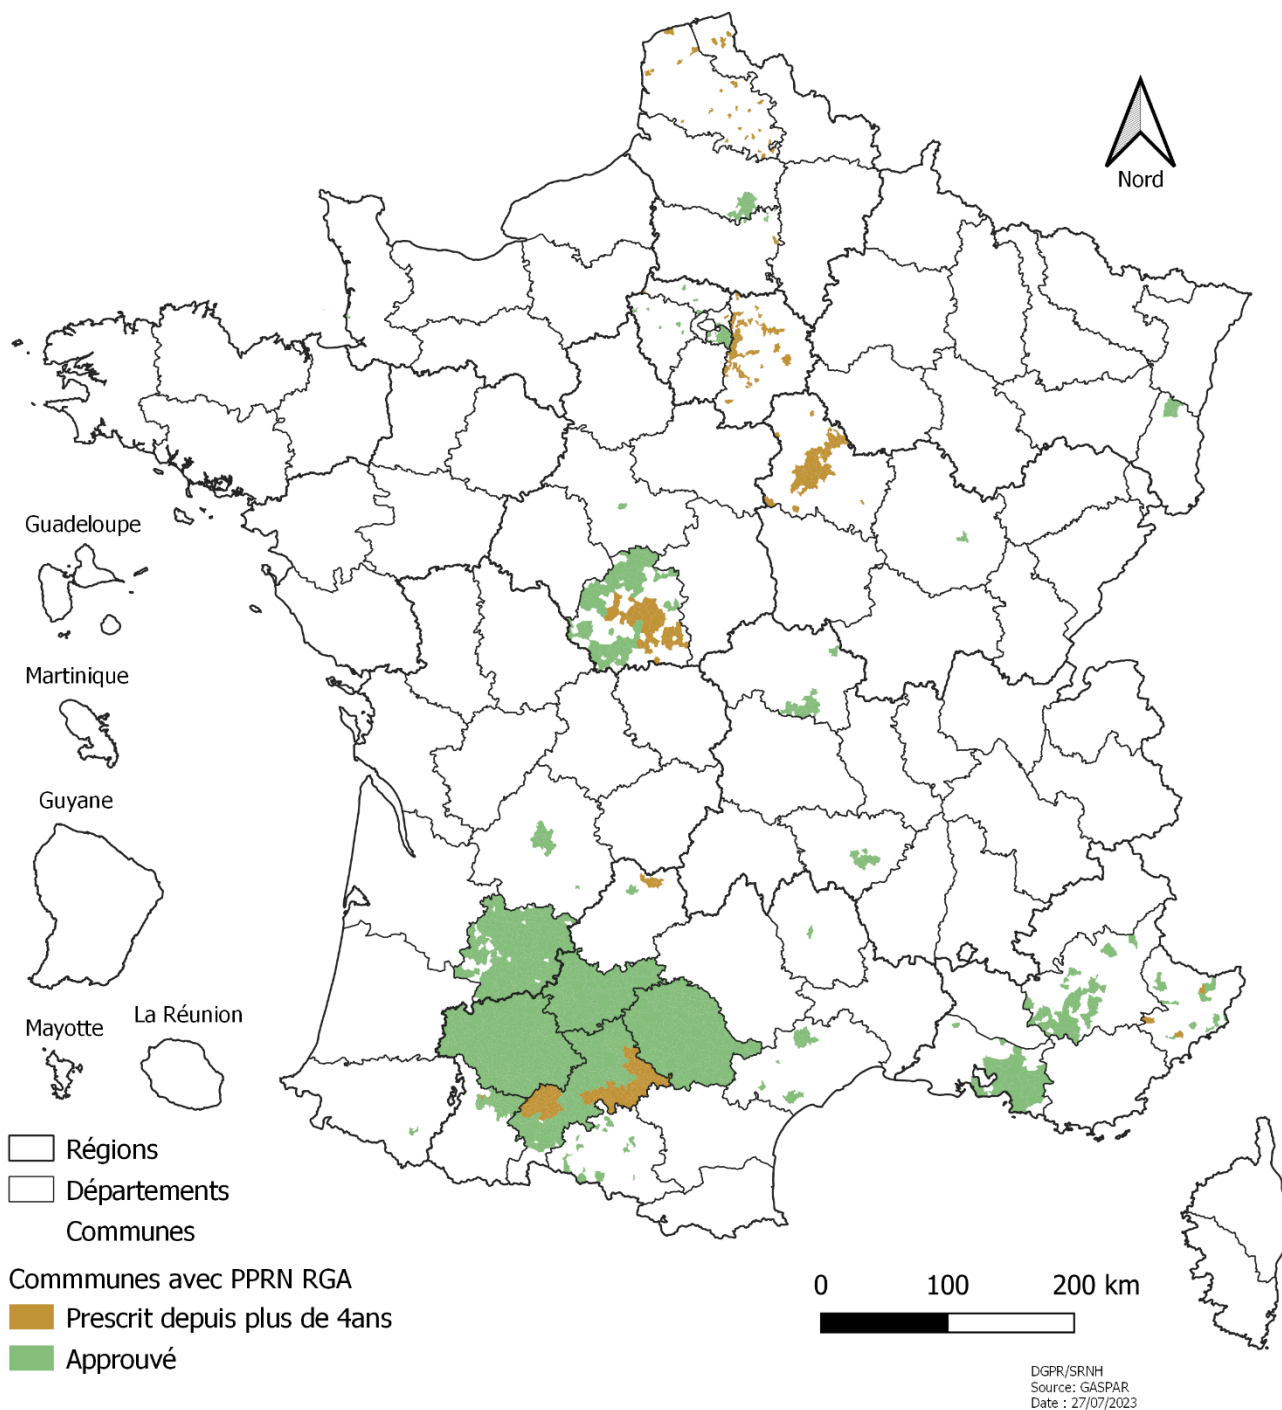 Nord
Guadeloupe
Martinique
Guyane
Mayotte
La Réunion
Régions
Départements
Communes
Commmunes avec PPRN RGA
Prescrit depuis plus de 4ans
Approuvé
0 100 200 km
DGPR/SRNH
Source: GASPAR
Date : 27/07/2023